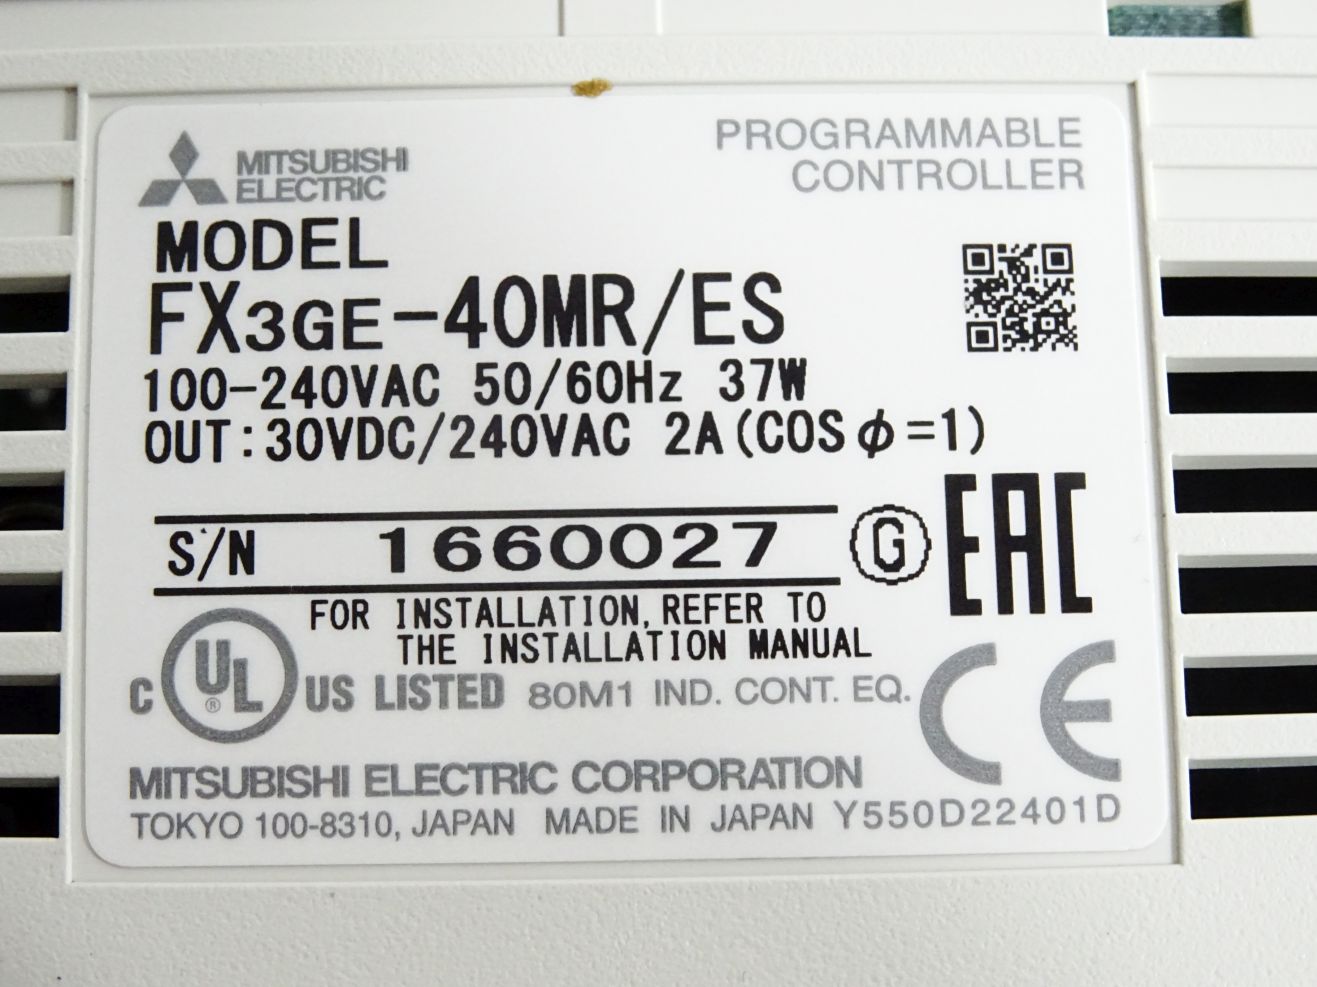 MITSUBISHI
ELECTRIC
PROGRAMMABLE
CONTROLLER
MODEL
FX3GE-40MR/ES
100-240VAC 50/60Hz 37W
OUT:30VDC/240VAC 2A(COSφ=1)
S/N 1660027
G
EAC
FOR INSTALLATION, REFER TO
THE INSTALLATION MANUAL
C UL® US LISTED 80M1 IND. CONT. EQ.
CE
MITSUBISHI ELECTRIC CORPORATION
TOKYO 100-8310, JAPAN MADE IN JAPAN Y550D22401D